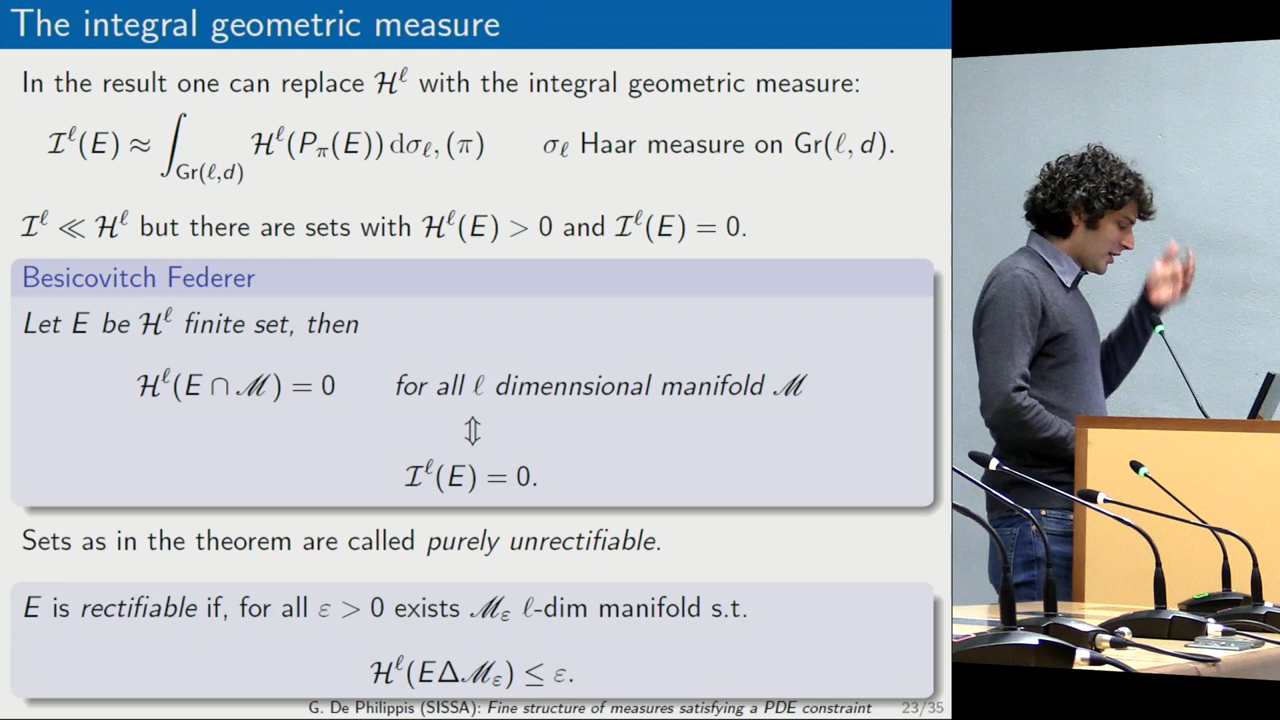 The integral geometric measure
In the result one can replace ℋ^ℓ with the integral geometric measure:
ℐ^ℓ(E) ≈ ∫_{Gr(ℓ,d)} ℋ^ℓ(P_π(E)) dσ_ℓ, (π)    σ_ℓ Haar measure on Gr(ℓ, d).
ℐ^ℓ ≪ ℋ^ℓ but there are sets with ℋ^ℓ(E) > 0 and ℐ^ℓ(E) = 0.
Besicovitch Federer
Let E be ℋ^ℓ finite set, then
ℋ^ℓ(E ∩ ℳ) = 0    for all ℓ dimennsional manifold ℳ
⇕
ℐ^ℓ(E) = 0.
Sets as in the theorem are called purely unrectifiable.
E is rectifiable if, for all ε > 0 exists ℳ_ε ℓ-dim manifold s.t.
ℋ^ℓ(EΔℳ_ε) ≤ ε.
G. De Philippis (SISSA): Fine structure of measures satisfying a PDE constraint    23/35